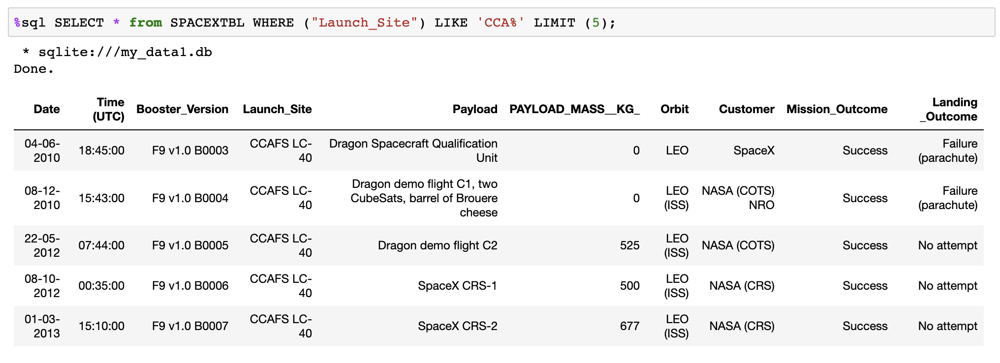 %sql SELECT * from SPACEXTBL WHERE ("Launch_Site") LIKE 'CCA%' LIMIT (5);
* sqlite:///my_data1.db
Done.
Date Time (UTC) Booster_Version Launch_Site Payload PAYLOAD_MASS__KG_ Orbit Customer Mission_Outcome Landing _Outcome
04-06-2010 18:45:00 F9 v1.0 B0003 CCAFS LC-40 Dragon Spacecraft Qualification Unit 0 LEO SpaceX Success Failure (parachute)
08-12-2010 15:43:00 F9 v1.0 B0004 CCAFS LC-40 Dragon demo flight C1, two CubeSats, barrel of Brouere cheese 0 LEO (ISS) NASA (COTS) NRO Success Failure (parachute)
22-05-2012 07:44:00 F9 v1.0 B0005 CCAFS LC-40 Dragon demo flight C2 525 LEO (ISS) NASA (COTS) Success No attempt
08-10-2012 00:35:00 F9 v1.0 B0006 CCAFS LC-40 SpaceX CRS-1 500 LEO (ISS) NASA (CRS) Success No attempt
01-03-2013 15:10:00 F9 v1.0 B0007 CCAFS LC-40 SpaceX CRS-2 677 LEO (ISS) NASA (CRS) Success No attempt